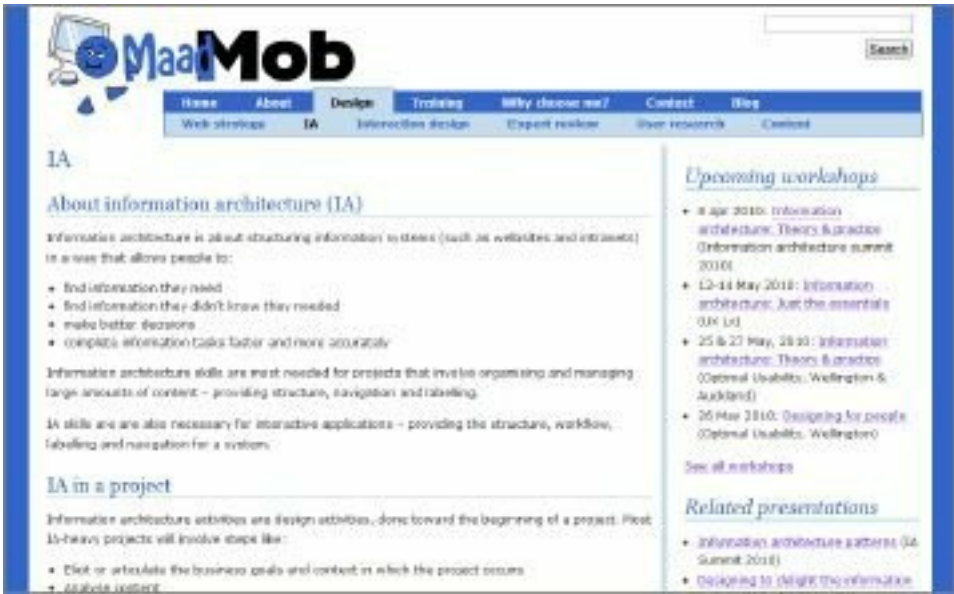 MaadMob
Search
Home About Design Training Why choose me? Contact Blog
Web strategy IA Interaction design Expert review User research Content
IA
About information architecture (IA)
Information architecture is about structuring information systems (such as websites and intranets)
in a way that allows people to:
• find information they need
• find information they didn't know they needed
• make better decisions
• complete information tasks faster and more accurately
Information architecture skills are most needed for projects that involve organising and managing
large amounts of content – providing structure, navigation and labelling.
IA skills are are also necessary for interactive applications – providing the structure, workflow,
labelling and navigation for a system.
IA in a project
Information architecture activities are design activities, done toward the beginning of a project. Most
IA-heavy projects will involve steps like:
• Elicit or articulate the business goals and context in which the project occurs
• Analyse content
Upcoming workshops
• apr 2010: Information
architecture: Theory & practice
(Information architecture summit
2010)
• 12-14 May 2010: Information
architecture: Just the essentials
(UX
• 25 & 27 May, 2010: Information
architecture: Theory & practice
(Optimal Usability, Wellington &
Auckland)
• 26 May 2010: Designing for people
(Optimal Usability, Wellington)
See all workshops
Related presentations
• Information architecture patterns (IA
Summit 2010)
• Designing to delight the information